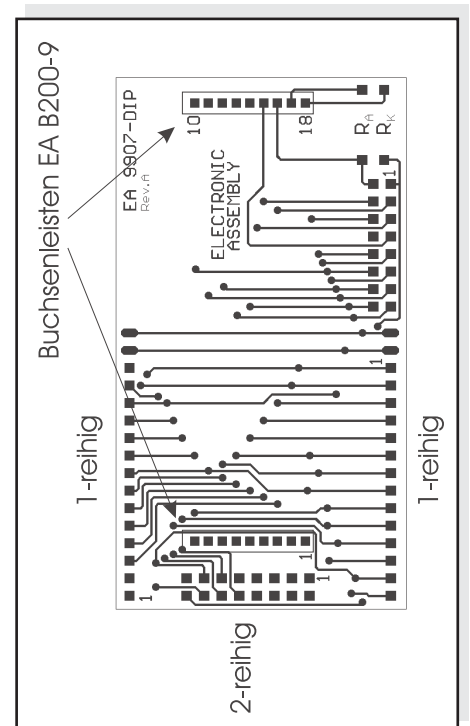 Buchsenleisten EA B200-9
EA 9907-DIP
Rev.A
10
18
ELECTRONIC
ASSEMBLY
RA
RK
1
1-reihig
1
1-reihig
1
1
1
2-reihig